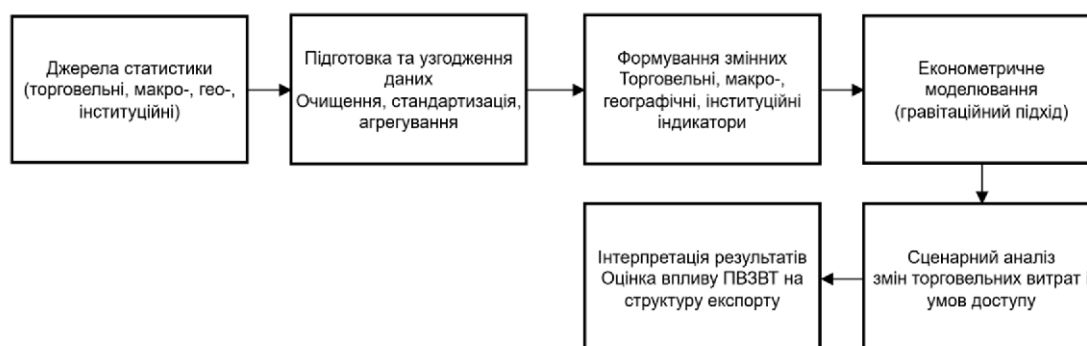 Джерела статистики
(торговельні, макро-, гео-,
інституційні)
Підготовка та узгодження
даних
Очищення, стандартизація,
агрегування
Формування змінних
Торговельні, макро-,
географічні, інституційні
індикатори
Економетричне
моделювання
(гравітаційний підхід)
Сценарний аналіз
змін торговельних витрат і
умов доступу
Інтерпретація результатів
Оцінка впливу ПВЗВТ на
структуру експорту